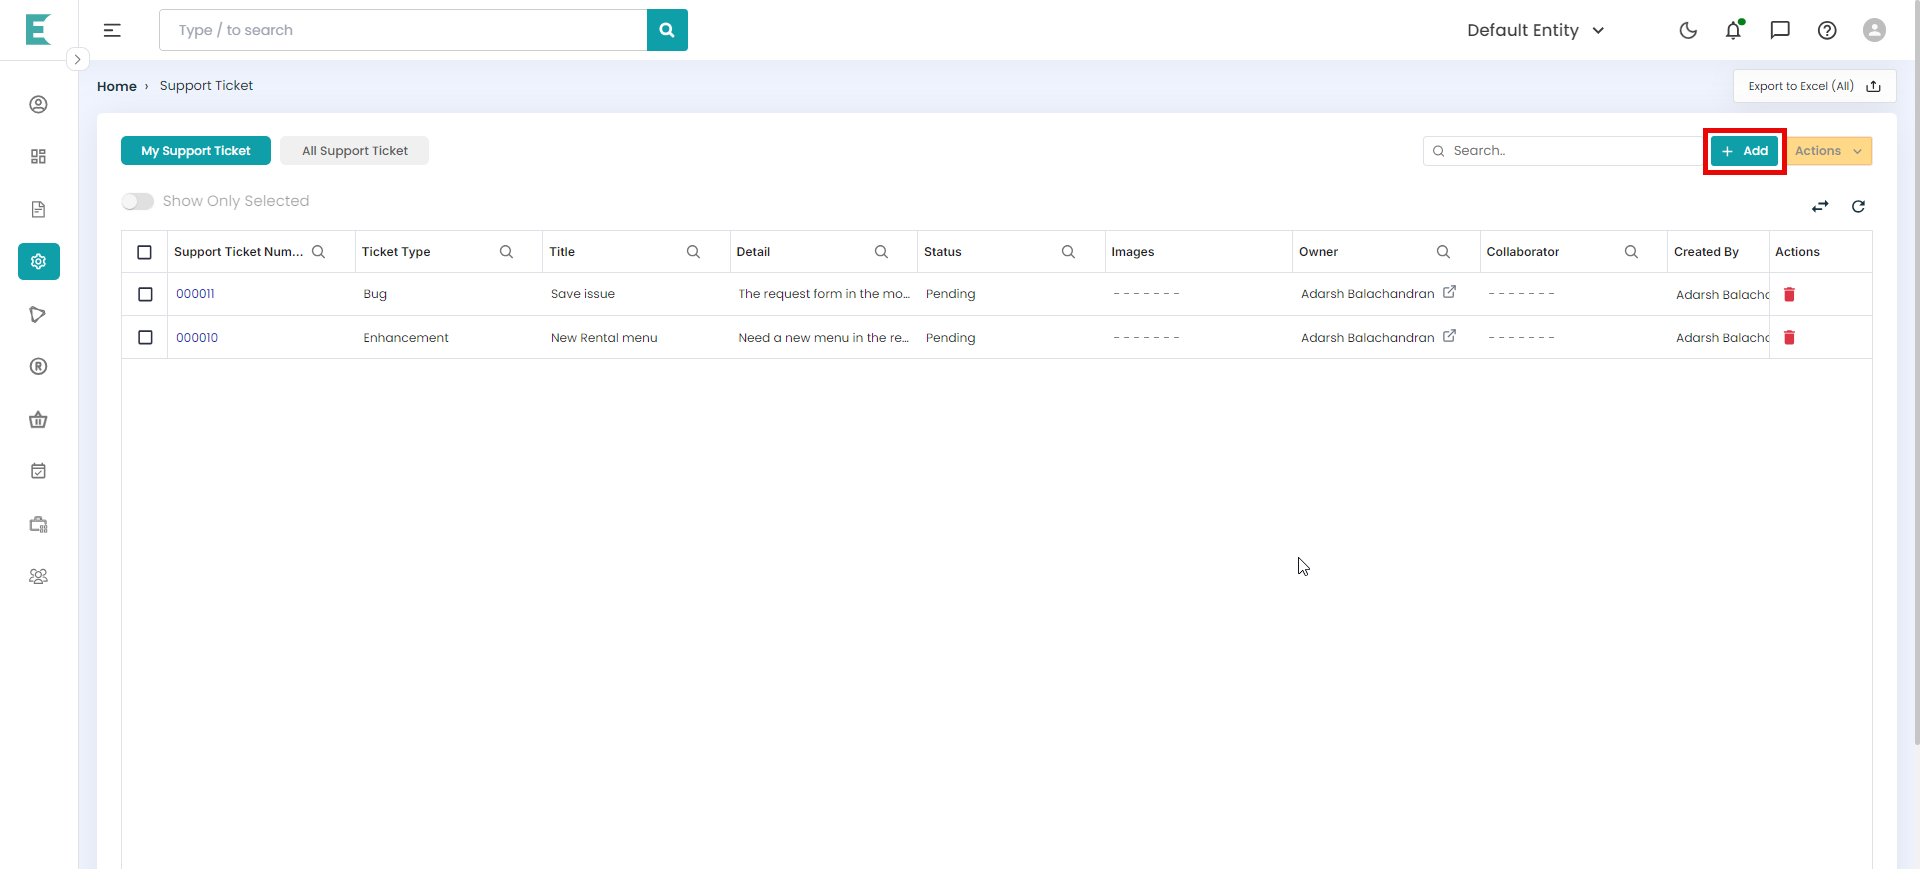 E
Type / to search
Default Entity
Home › Support Ticket
Export to Excel (All)
My Support Ticket All Support Ticket
Search.. + Add Actions
Show Only Selected
Support Ticket Num... Ticket Type Title Detail Status Images Owner Collaborator Created By Actions
000011 Bug Save issue The request form in the mo... Pending ------- Adarsh Balachandran ------- Adarsh Balacha
000010 Enhancement New Rental menu Need a new menu in the re... Pending ------- Adarsh Balachandran ------- Adarsh Balacha